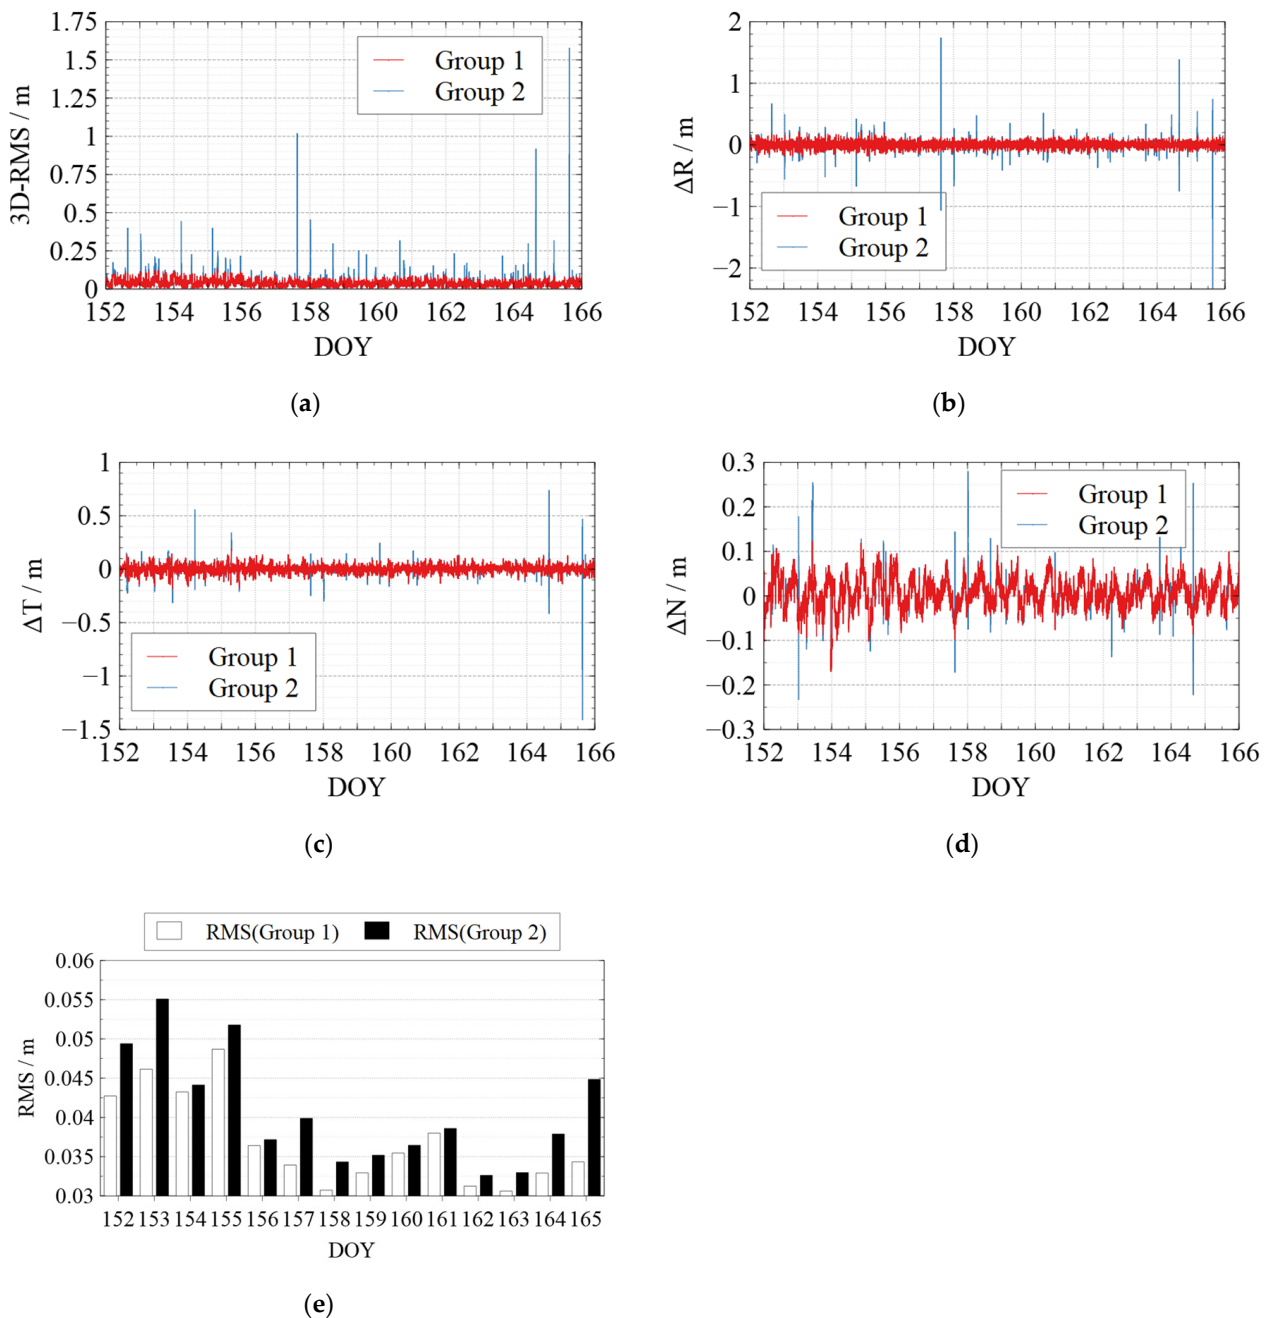 1.75
1.5
1.25
1
0.75
0.5
0.25
0
3D-RMS / m
Group 1
Group 2
152 154 156 158 160 162 164 166
DOY
(a)
2
1
0
−1
−2
ΔR / m
Group 1
Group 2
152 154 156 158 160 162 164 166
DOY
(b)
1
0.5
0
−0.5
−1
−1.5
ΔT / m
Group 1
Group 2
152 154 156 158 160 162 164 166
DOY
(c)
0.3
0.2
0.1
0
−0.1
−0.2
−0.3
ΔN / m
Group 1
Group 2
152 154 156 158 160 162 164 166
DOY
(d)
RMS(Group 1) RMS(Group 2)
0.06
0.055
0.05
0.045
0.04
0.035
0.03
RMS / m
152 153 154 155 156 157 158 159 160 161 162 163 164 165
DOY
(e)